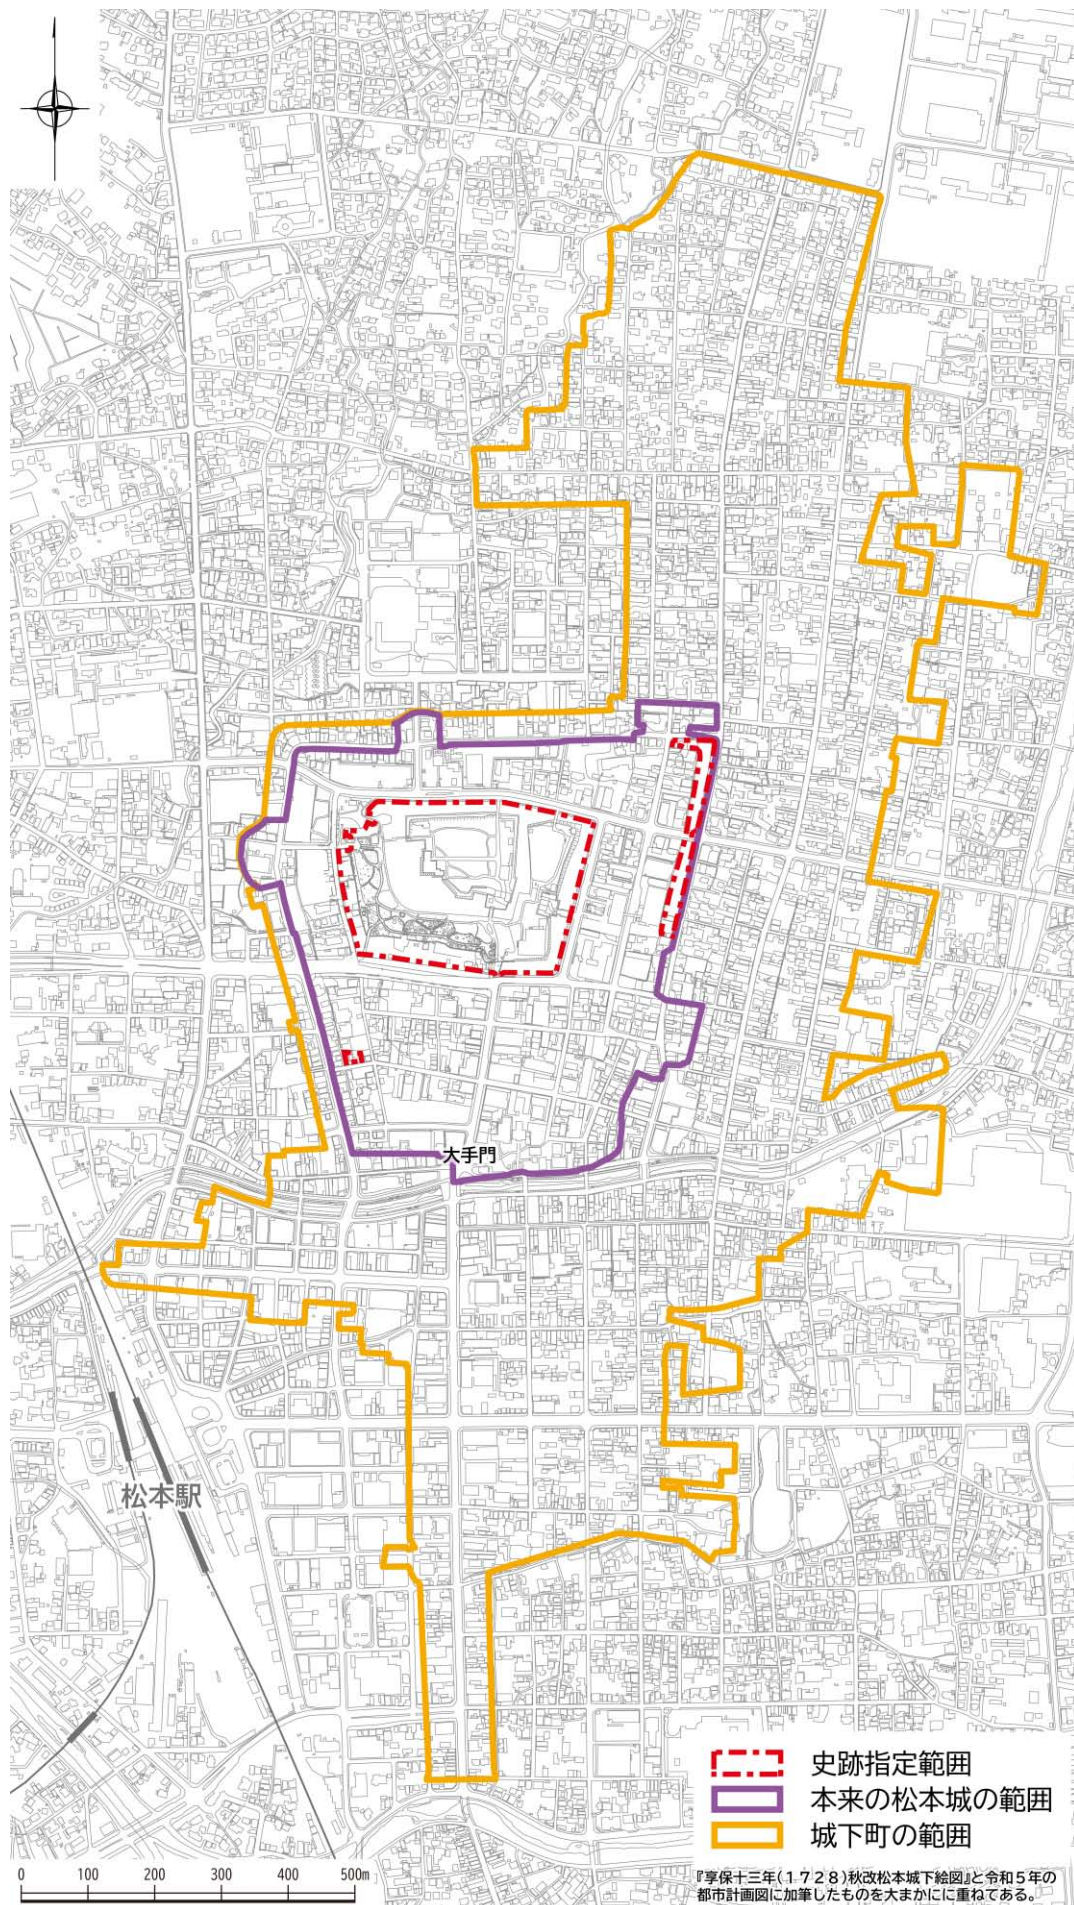 大手門
松本駅
史跡指定範囲
本来の松本城の範囲
城下町の範囲
0 100 200 300 400 500m
『享保十三年(1728)秋改松本城下絵図』と令和5年の
都市計画図に加筆したものを大まかにに重ねてある。